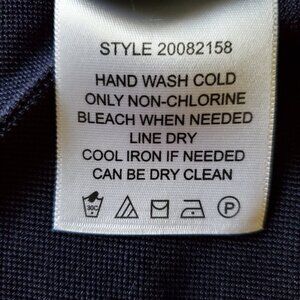 STYLE 20082158
HAND WASH COLD
ONLY NON-CHLORINE
BLEACH WHEN NEEDED
LINE DRY
COOL IRON IF NEEDED
CAN BE DRY CLEAN
30C P